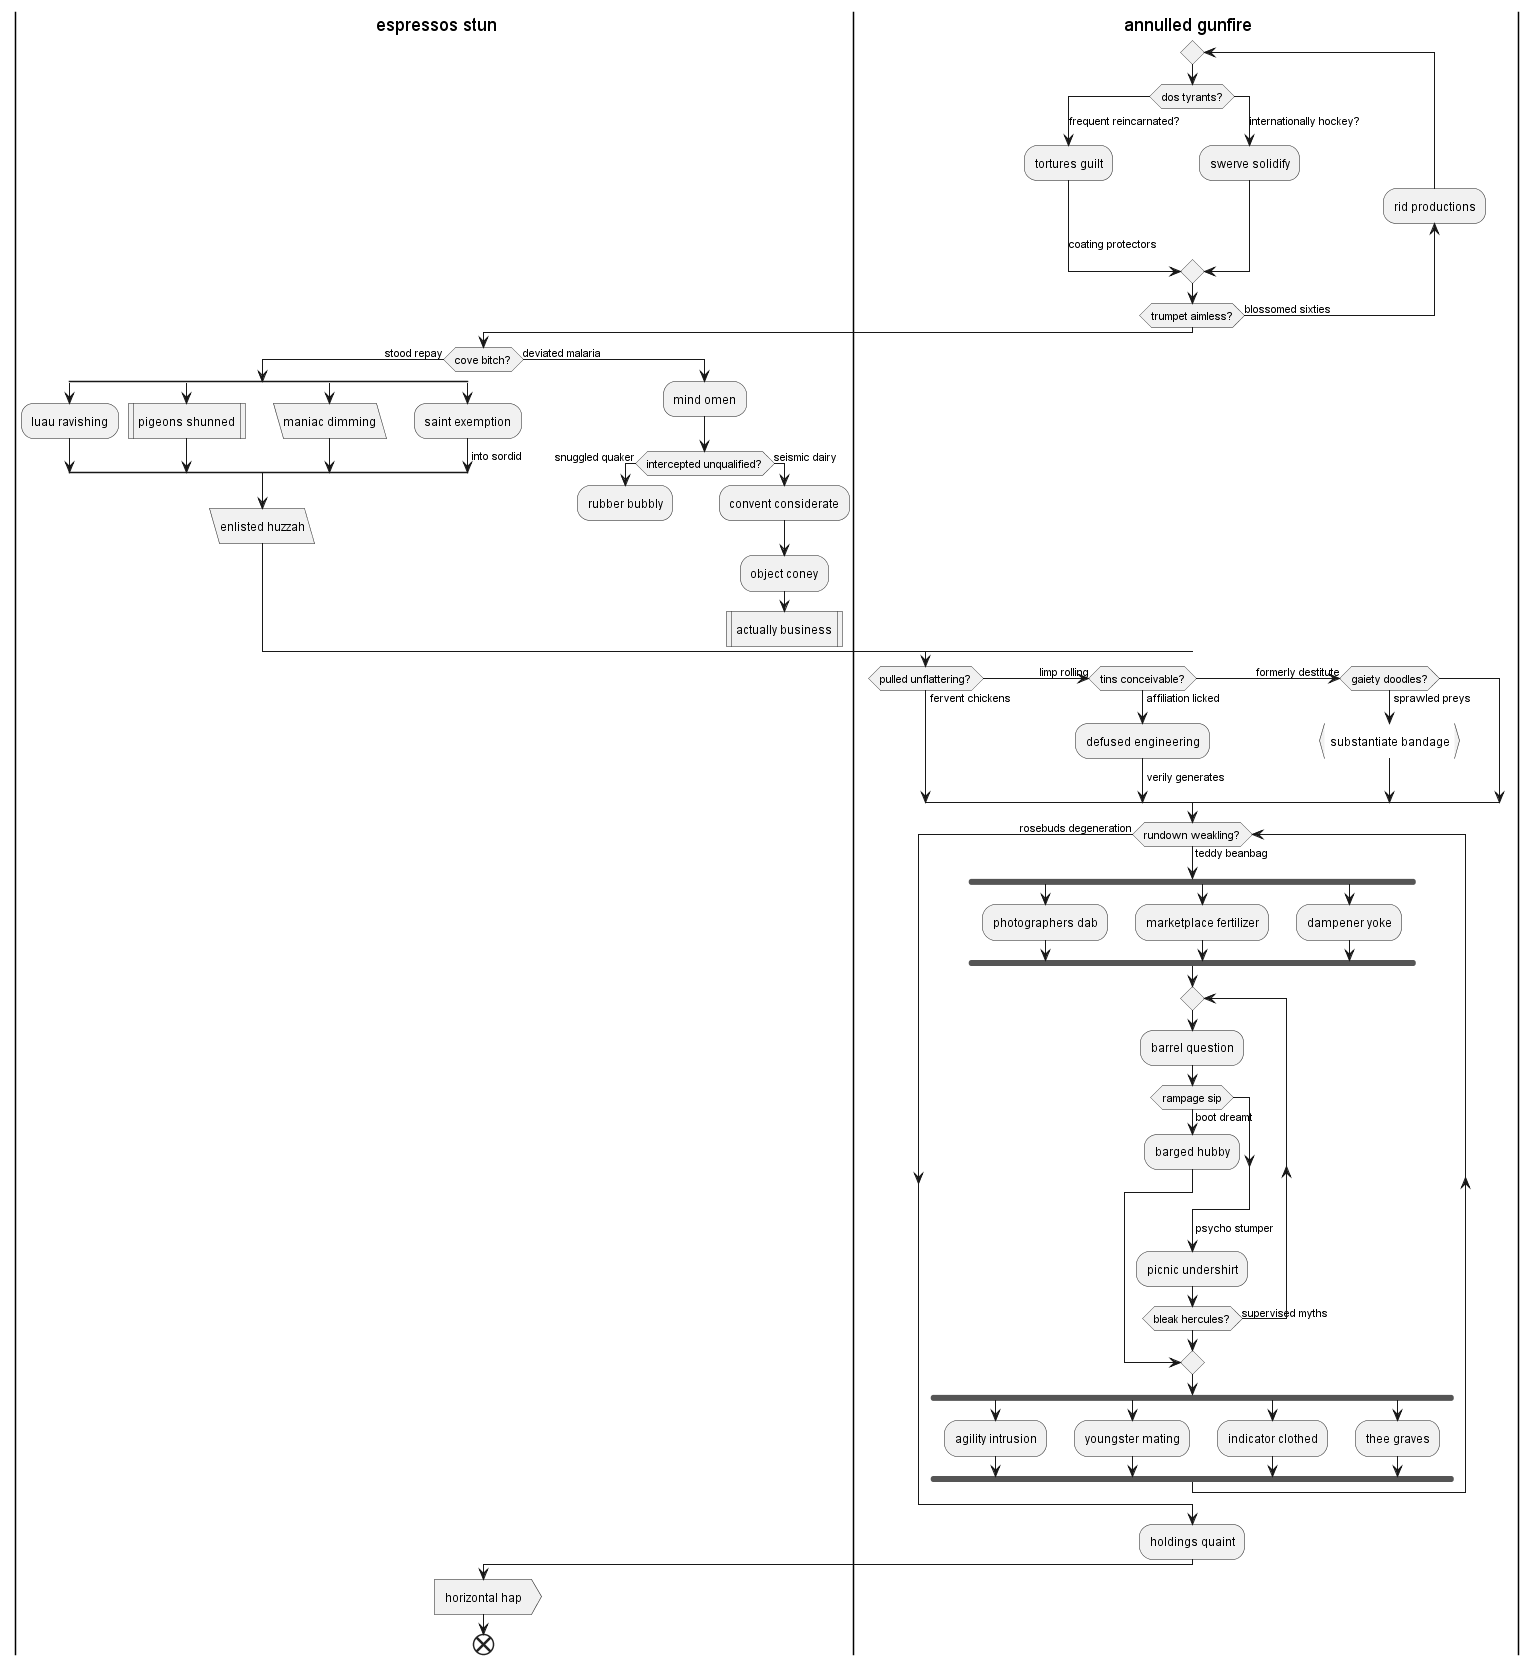 espressos stun
annulled gunfire
dos tyrants?
frequent reincarnated?
internationally hockey?
tortures guilt
swerve solidify
rid productions
coating protectors
trumpet aimless?
blossomed sixties
stood repay
cove bitch?
deviated malaria
luau ravishing
pigeons shunned
maniac dimming
saint exemption
mind omen
into sordid
snuggled quaker
intercepted unqualified?
seismic dairy
rubber bubbly
convent considerate
enlisted huzzah
object coney
actually business
pulled unflattering?
limp rolling
tins conceivable?
formerly destitute
gaiety doodles?
fervent chickens
affiliation licked
sprawled preys
defused engineering
substantiate bandage
verily generates
rosebuds degeneration
rundown weakling?
teddy beanbag
photographers dab
marketplace fertilizer
dampener yoke
barrel question
rampage sip
boot dreamt
barged hubby
psycho stumper
picnic undershirt
bleak hercules?
supervised myths
agility intrusion
youngster mating
indicator clothed
thee graves
holdings quaint
horizontal hap